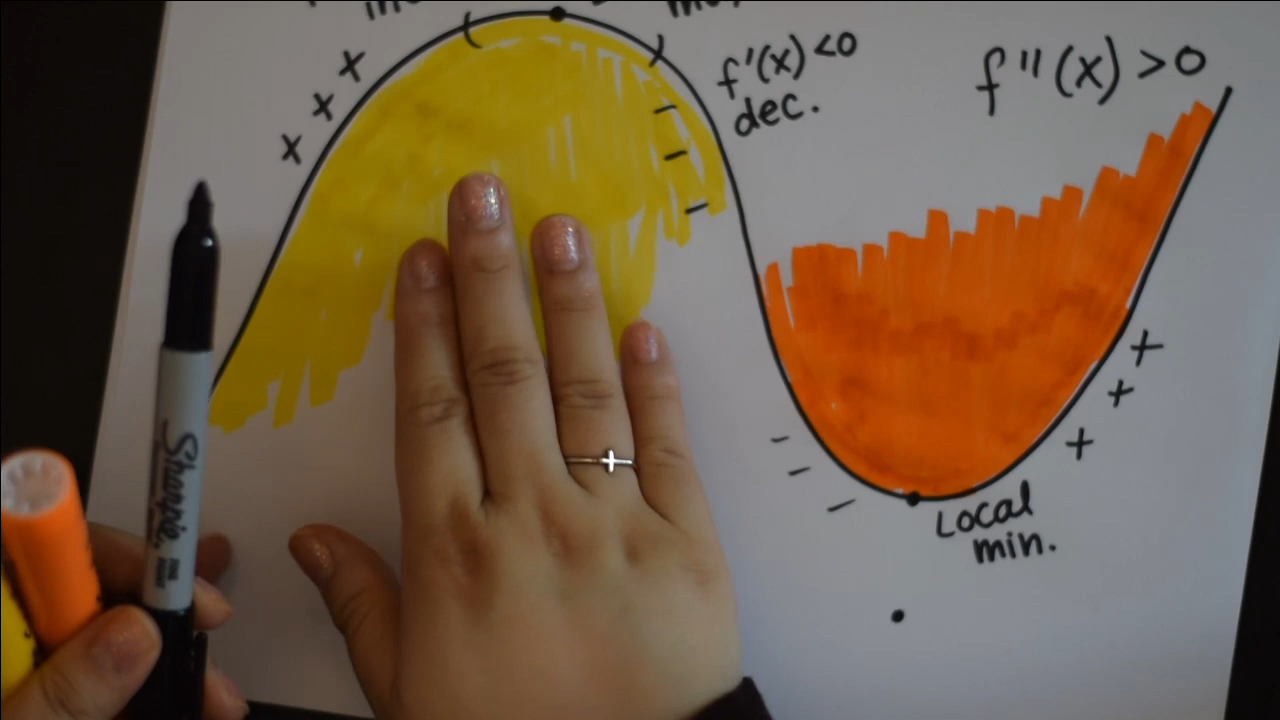 f'(x) <0
dec.
f"(x) >0
+ + +
- - -
- - -
+ + +
Local
min.
Sharpie